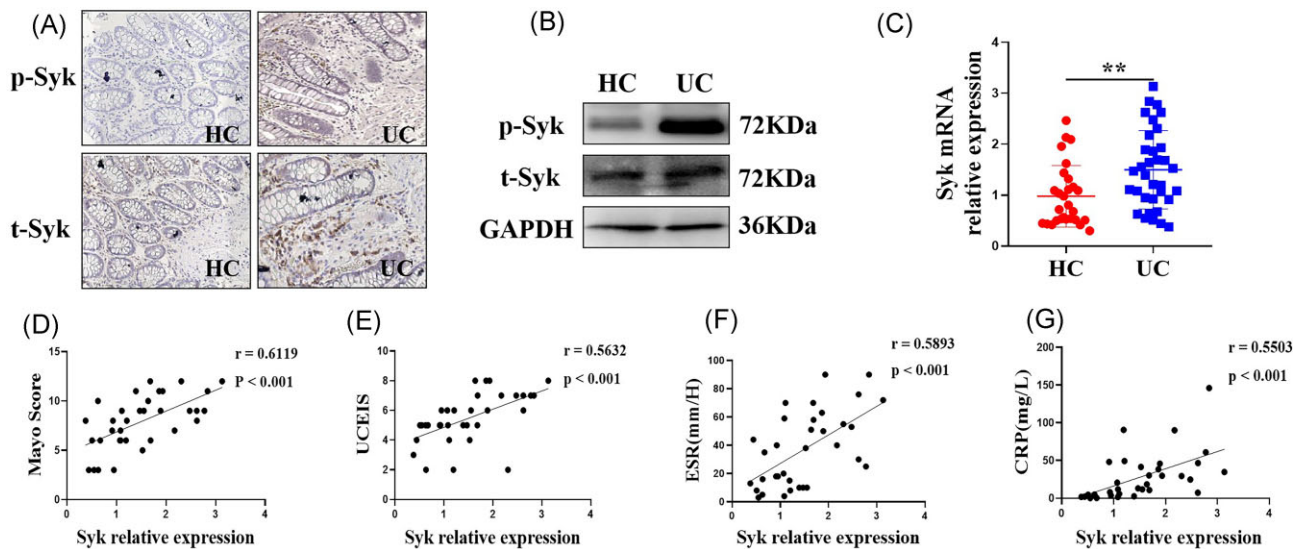 (A)
p-Syk
HC
UC
t-Syk
HC
UC
(B)
HC UC
p-Syk 72KDa
t-Syk 72KDa
GAPDH 36KDa
(C)
Syk mRNA
relative expression
4
3
2
1
0
**
HC UC
(D)
Mayo Score
15
10
5
0
0 1 2 3 4
Syk relative expression
r = 0.6119
P < 0.001
(E)
UCEIS
10
8
6
4
2
0
0 1 2 3 4
Syk relative expression
r = 0.5632
p < 0.001
(F)
ESR(mm/H)
100
80
60
40
20
0
0 1 2 3 4
Syk relative expression
r = 0.5893
p < 0.001
(G)
CRP(mg/L)
200
150
100
50
0
0 1 2 3 4
Syk relative expression
r = 0.5503
p < 0.001